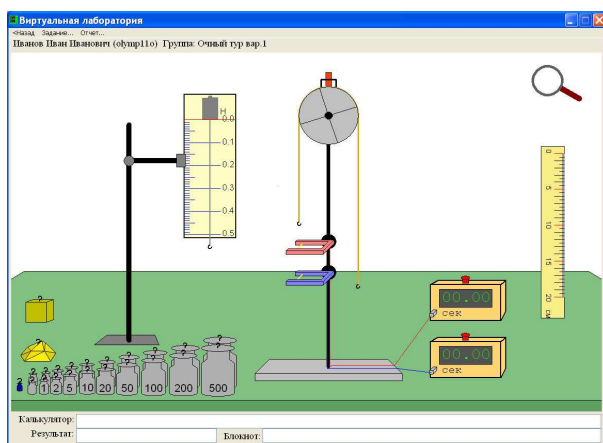 Виртуальная лаборатория
<Назад Задание... Отчет...
Иванов Иван Иванович (olymp11o) Группа: Очный тур вар.1
Н
0.0
0.1
0.2
0.3
0.4
0.5
0
5
10
15
20
см
00.00
сек
00.00
сек
? ? ? ? ? ? ? ? ? ? ? ? ?
1 2 5 10 20 50 100 200 500
Калькулятор:
Результат: Блокнот: